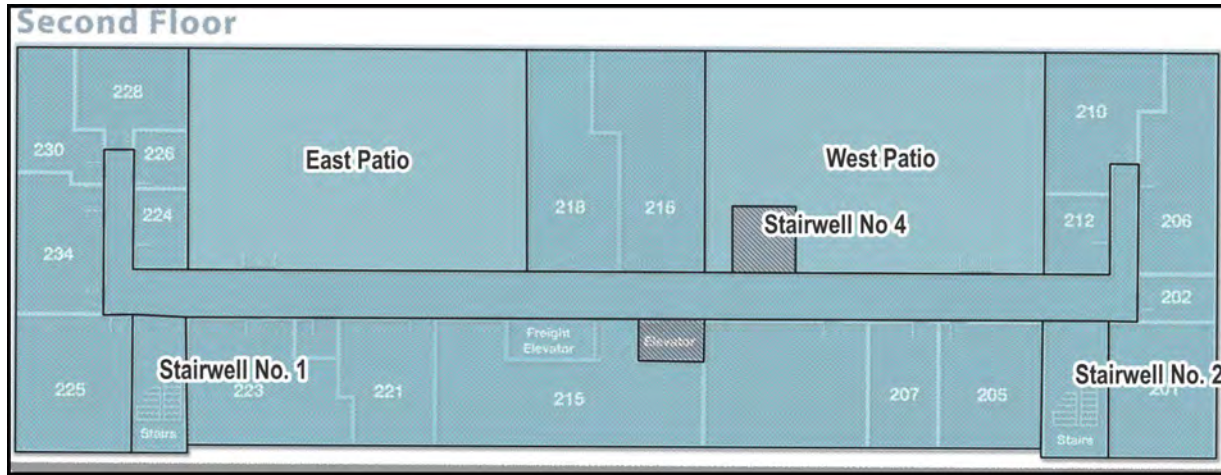 Second Floor
228
230
226
East Patio
West Patio
210
218
216
224
Stairwell No 4
212
206
234
202
Freight
Elevator
Elevator
225
Stairwell No. 1
223
221
215
207
205
Stairwell No. 2
201
Stairs
Stairs